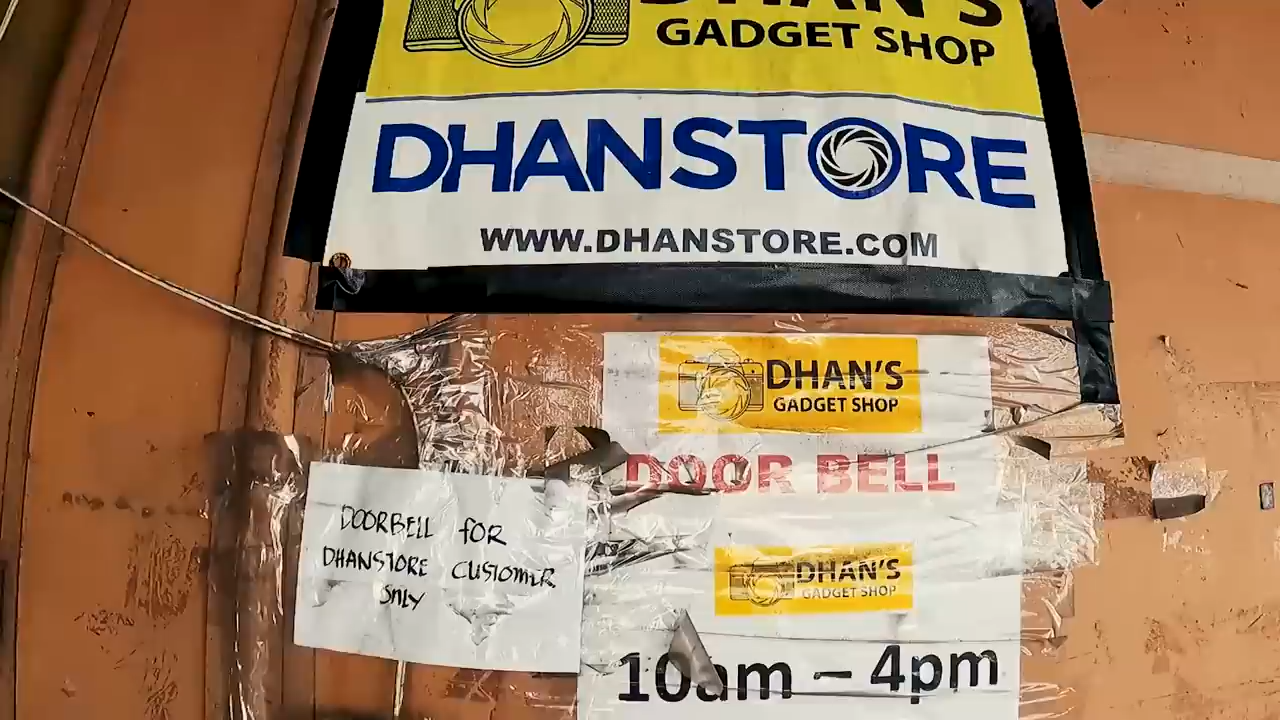 DHAN'S
GADGET SHOP
DHANSTORE
WWW.DHANSTORE.COM
DHAN'S
GADGET SHOP
DOOR BELL
DOORBELL FOR
DHANSTORE CUSTOMER
ONLY
DHAN'S
GADGET SHOP
10am – 4pm